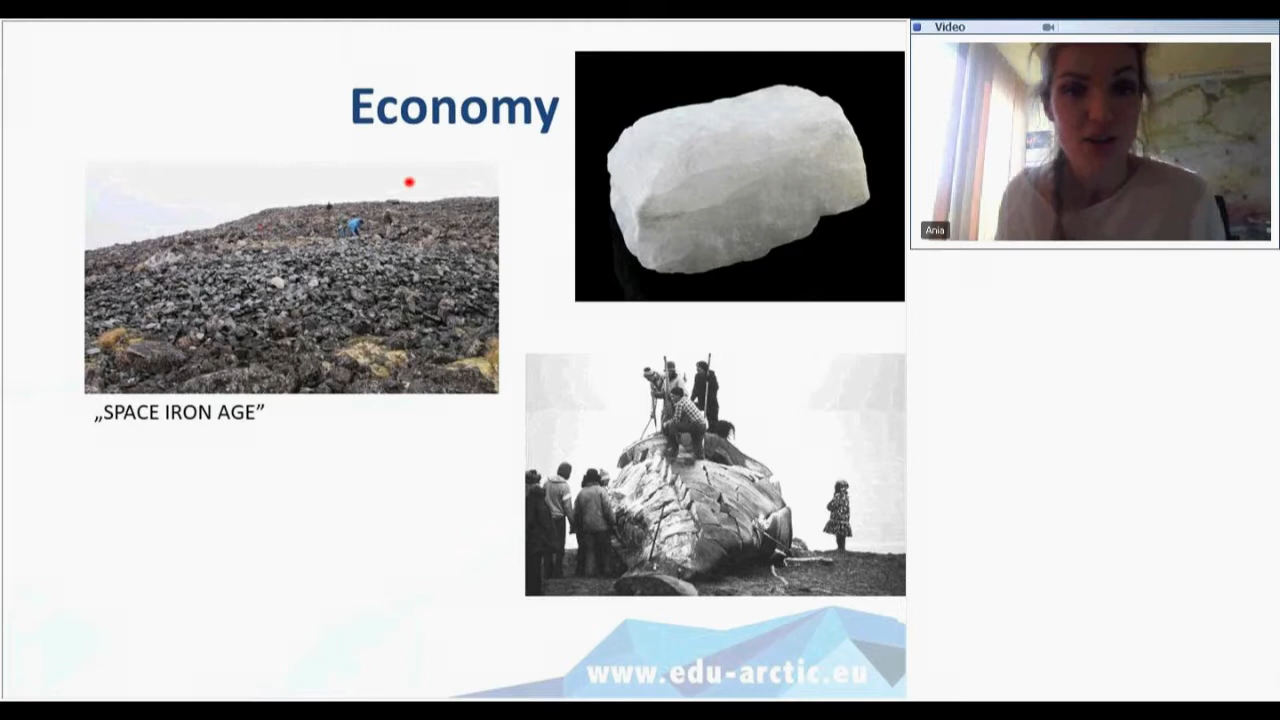 Economy
„SPACE IRON AGE”
www.edu-arctic.eu
Video
Ania